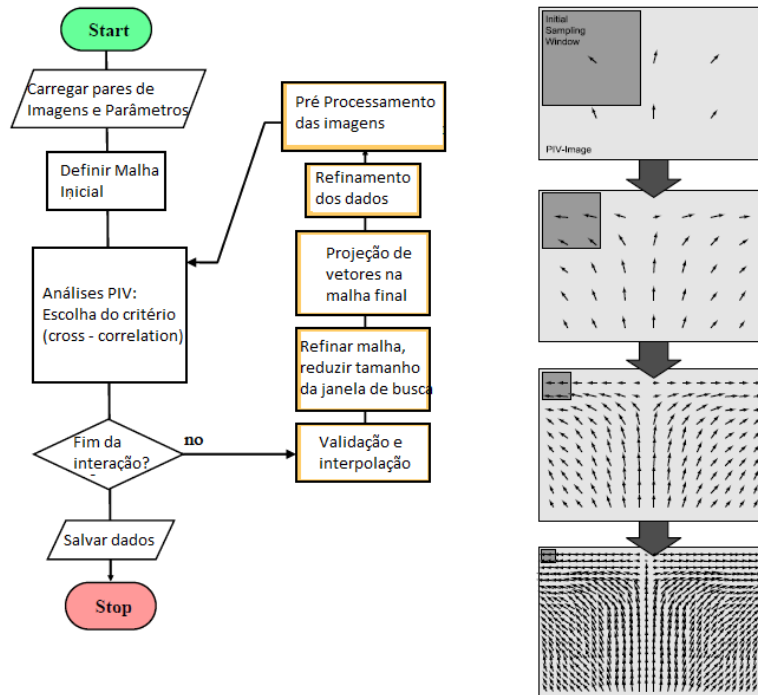 Start
Carregar pares de
Imagens e Parâmetros
Definir Malha
Inicial
Análises PIV:
Escolha do critério
(cross - correlation)
Fim da
interação?
no
Salvar dados
Stop
Pré Processamento
das imagens
Refinamento
dos dados
Projeção de
vetores na
malha final
Refinar malha,
reduzir tamanho
da janela de busca
Validação e
interpolação
Initial
Sampling
Window
PIV-Image